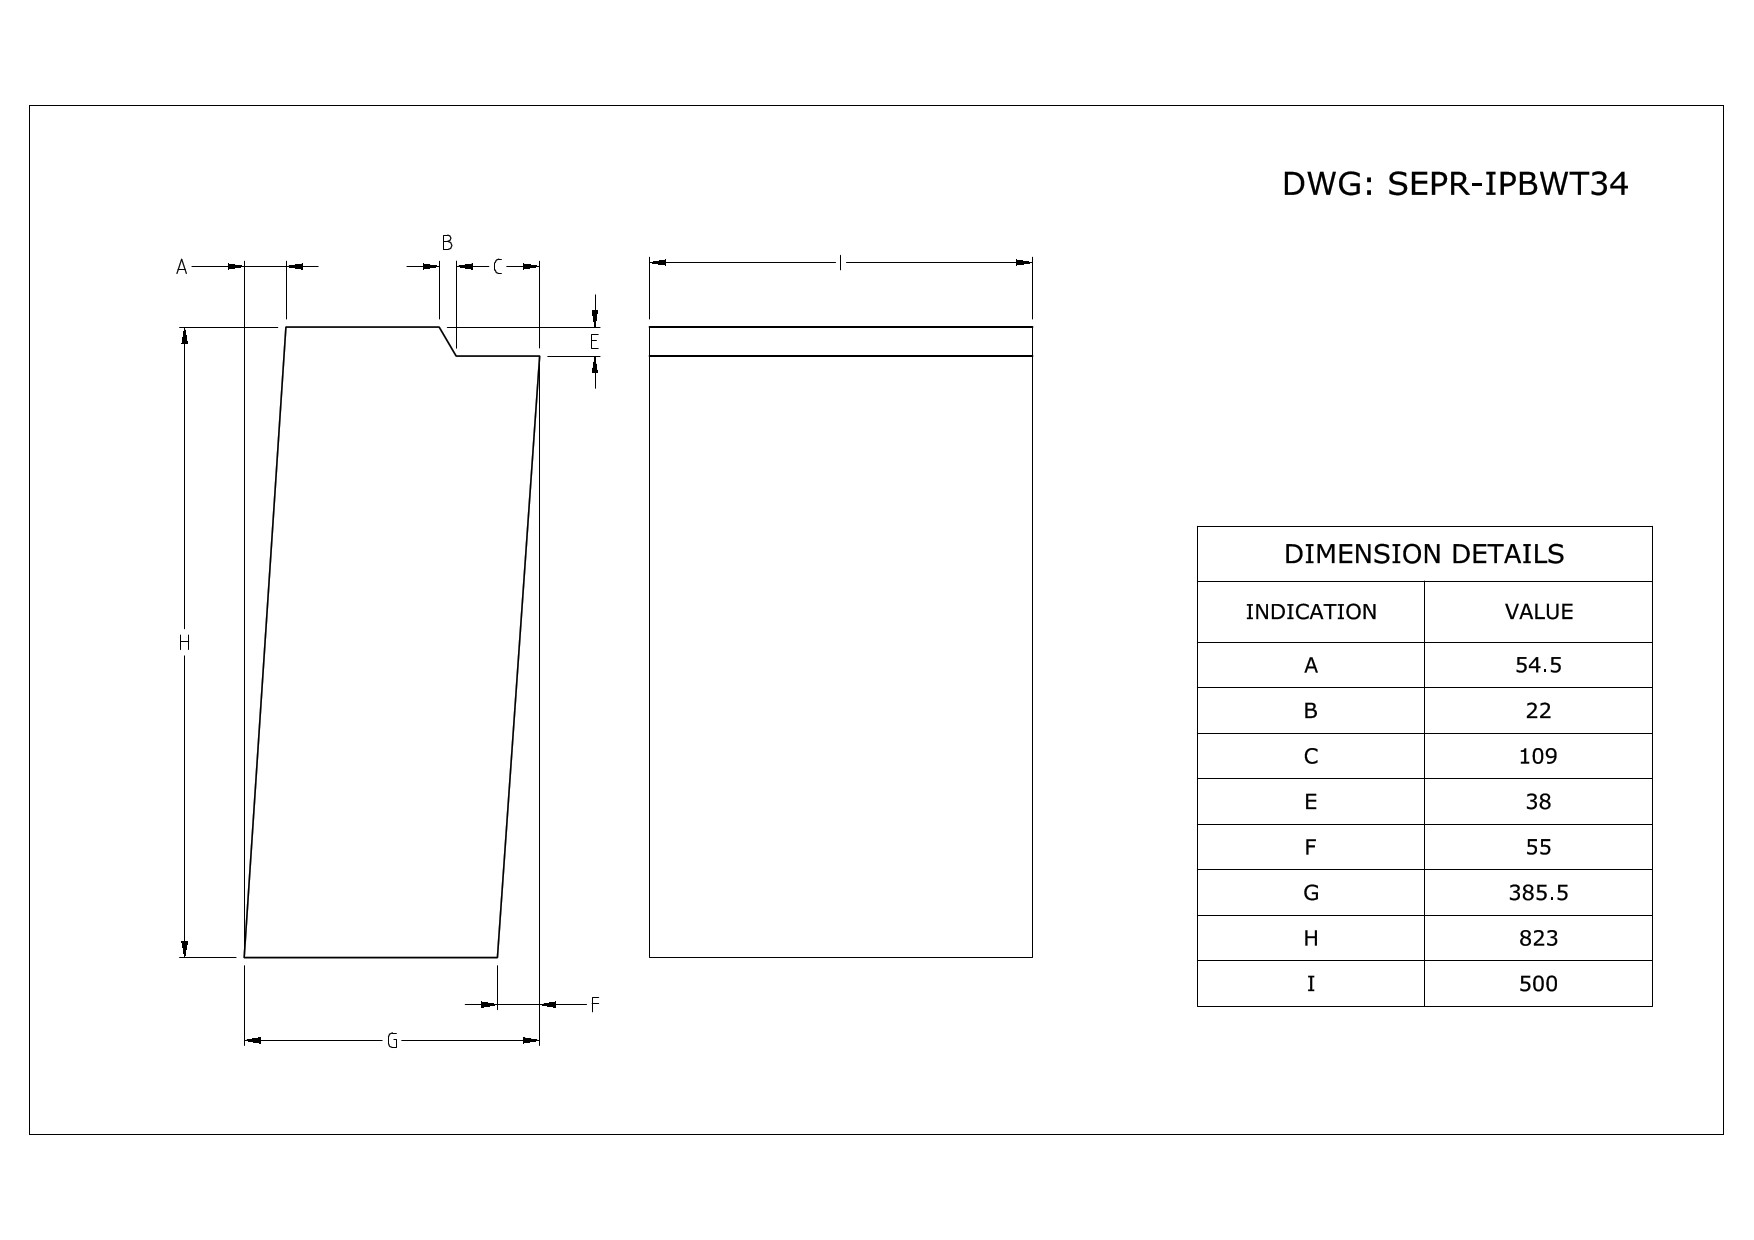 DWG: SEPR-IPBWT34
B
A
C
I
E
H
F
G
DIMENSION DETAILS
INDICATION VALUE
A 54.5
B 22
C 109
E 38
F 55
G 385.5
H 823
I 500